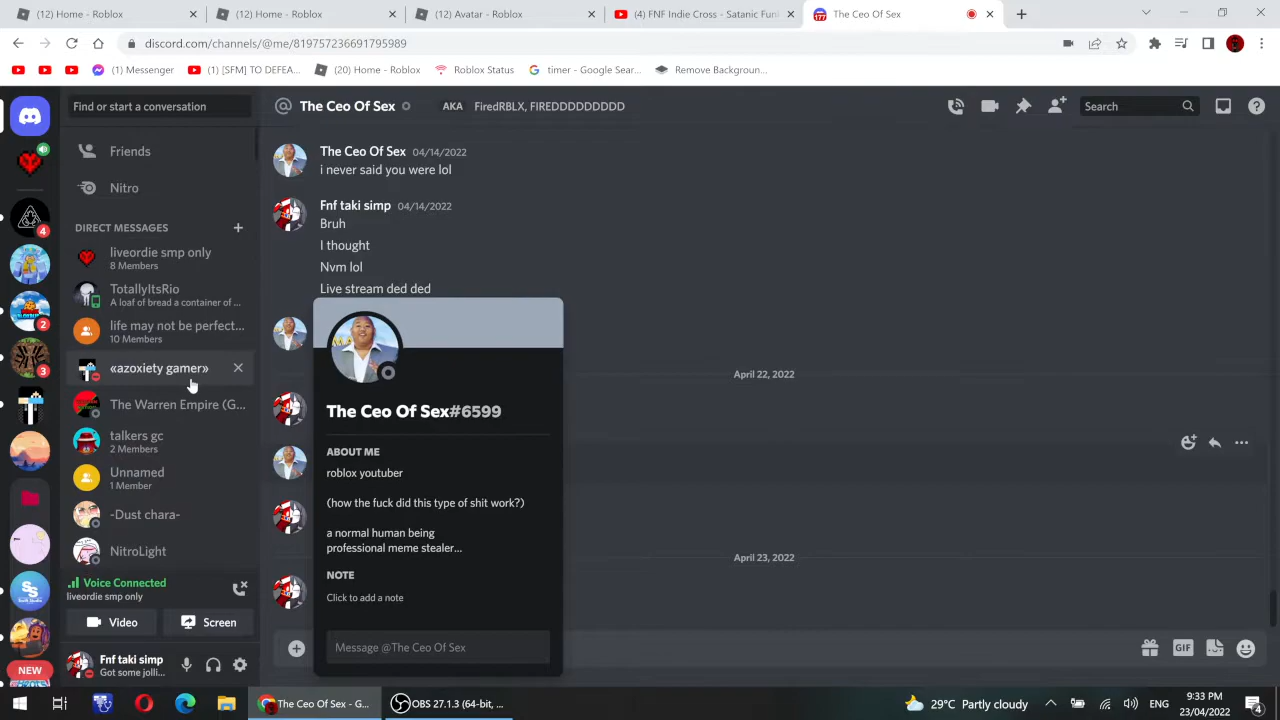 (12) Home - Roblox
(12) Home - Roblox
(12) Avatar - Roblox
(4) FNF Indie Cross - Satanic Fun
177
The Ceo Of Sex
discord.com/channels/@me/819757236691795989
(1) Messenger
(1) [SFM] TO DEFEA...
(20) Home - Roblox
Roblox Status
timer - Google Sear...
Remove Backgroun...
Find or start a conversation
The Ceo Of Sex
AKA
FiredRBLX, FIREDDDDDDDDD
Search
Friends
Nitro
DIRECT MESSAGES
liveordie smp only
8 Members
TotallyItsRio
A loaf of bread a container of ...
life may not be perfect...
10 Members
«azoxiety gamer»
The Warren Empire (G...
talkers gc
2 Members
Unnamed
1 Member
-Dust chara-
NitroLight
Voice Connected
liveordie smp only
Video
Screen
Fnf taki simp
Got some jolli...
4
2
3
NEW
The Ceo Of Sex 04/14/2022
i never said you were lol
Fnf taki simp 04/14/2022
Bruh
I thought
Nvm lol
Live stream ded ded
April 22, 2022
April 23, 2022
The Ceo Of Sex#6599
ABOUT ME
roblox youtuber
(how the fuck did this type of shit work?)
a normal human being
professional meme stealer...
NOTE
Click to add a note
Message @The Ceo Of Sex
GIF
The Ceo Of Sex - G...
OBS 27.1.3 (64-bit, ...
29°C Partly cloudy
ENG
9:33 PM
23/04/2022
4